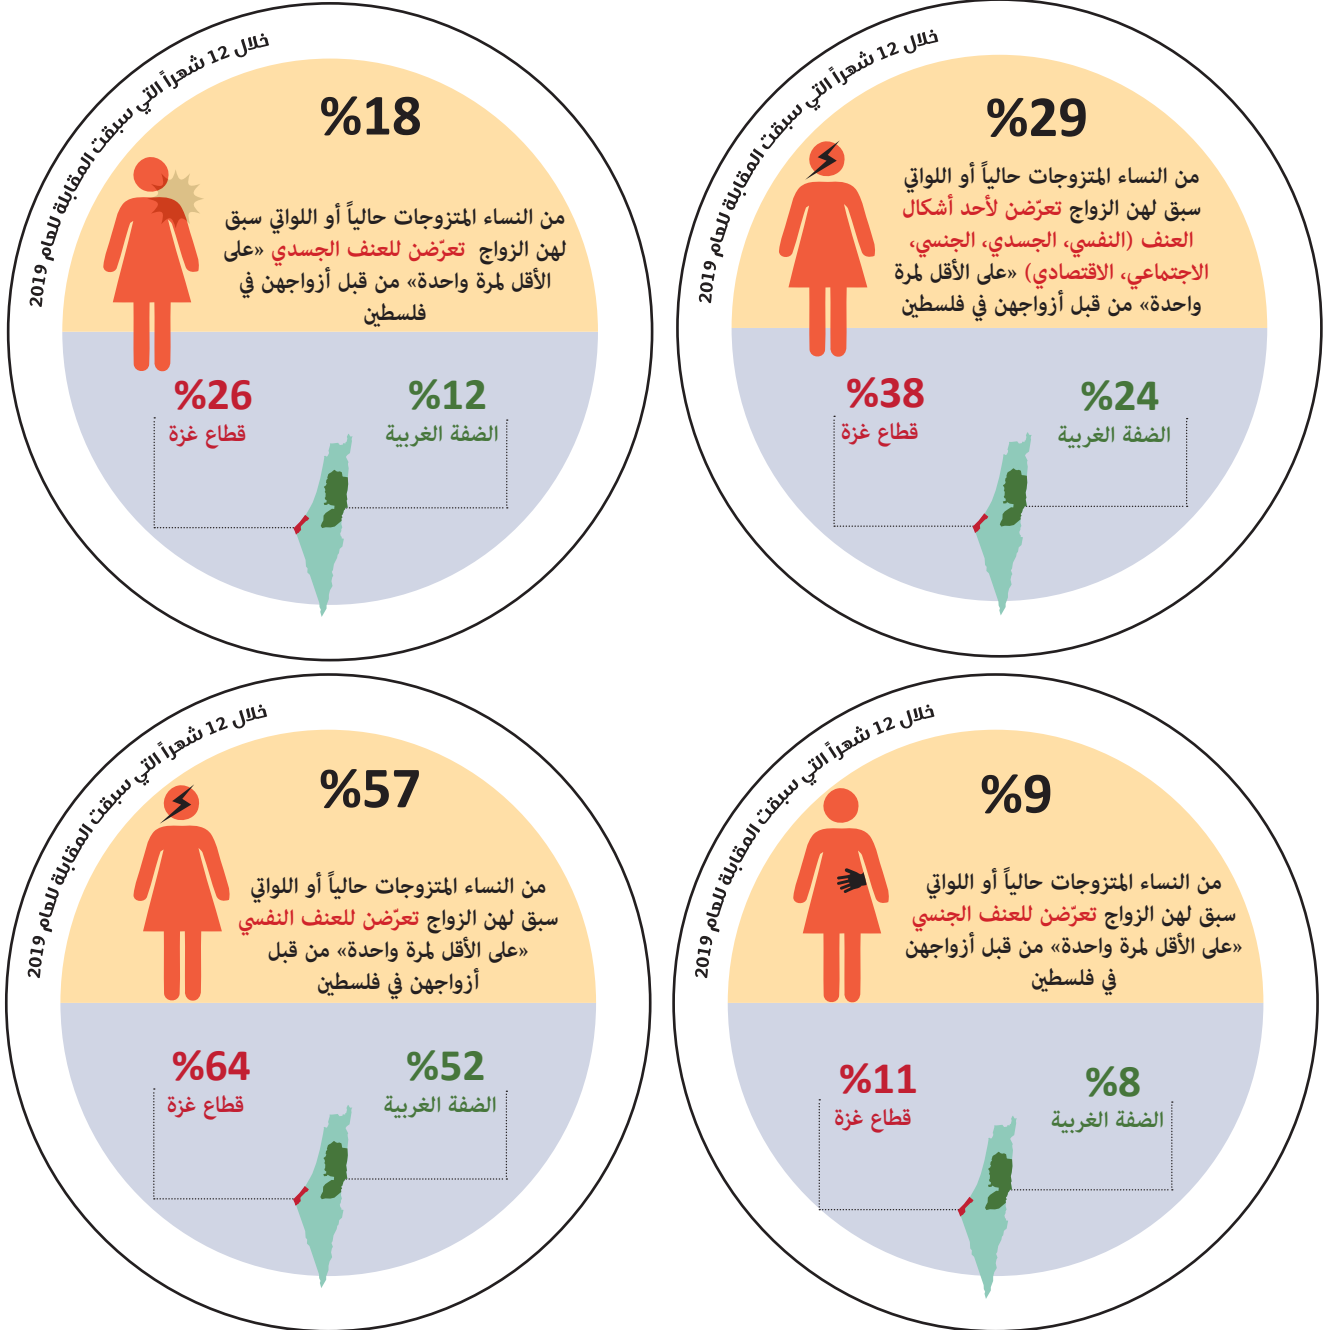 خلال 12 شهراً التي سبقت المقابلة للعام 2019
%29
من النساء المتزوجات حالياً أو اللواتي
سبق لهن الزواج تعرّضن لأحد أشكال
العنف (النفسي، الجسدي، الجنسي،
الاجتماعي، الاقتصادي) «على الأقل لمرة
واحدة» من قبل أزواجهن في فلسطين
%24
الضفة الغربية
%38
قطاع غزة
خلال 12 شهراً التي سبقت المقابلة للعام 2019
%18
من النساء المتزوجات حالياً أو اللواتي سبق
لهن الزواج تعرّضن للعنف الجسدي «على
الأقل لمرة واحدة» من قبل أزواجهن في
فلسطين
%12
الضفة الغربية
%26
قطاع غزة
خلال 12 شهراً التي سبقت المقابلة للعام 2019
%9
من النساء المتزوجات حالياً أو اللواتي
سبق لهن الزواج تعرّضن للعنف الجنسي
«على الأقل لمرة واحدة» من قبل أزواجهن
في فلسطين
%8
الضفة الغربية
%11
قطاع غزة
خلال 12 شهراً التي سبقت المقابلة للعام 2019
%57
من النساء المتزوجات حالياً أو اللواتي
سبق لهن الزواج تعرّضن للعنف النفسي
«على الأقل لمرة واحدة» من قبل
أزواجهن في فلسطين
%52
الضفة الغربية
%64
قطاع غزة